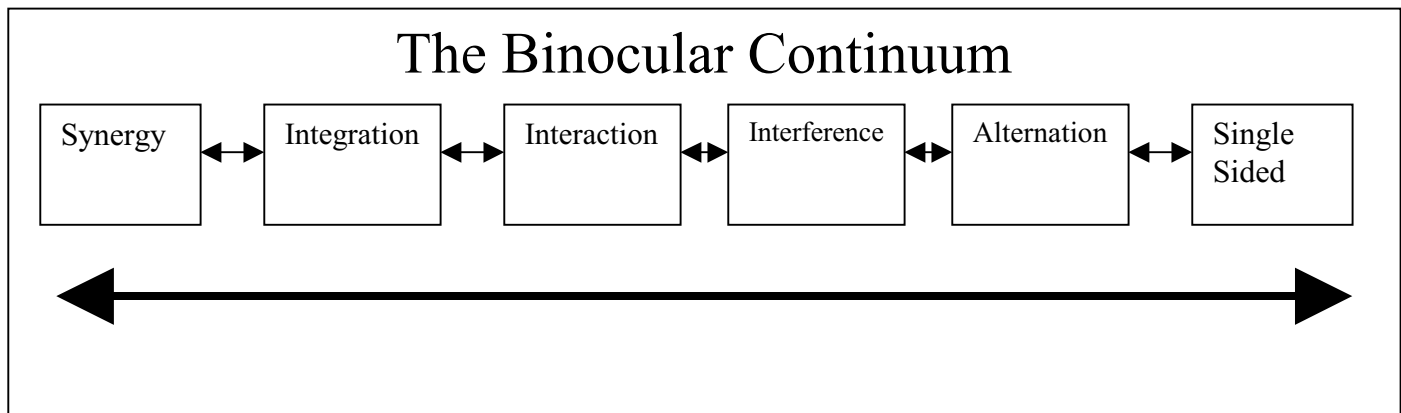 The Binocular Continuum
Synergy
Integration
Interaction
Interference
Alternation
Single
Sided